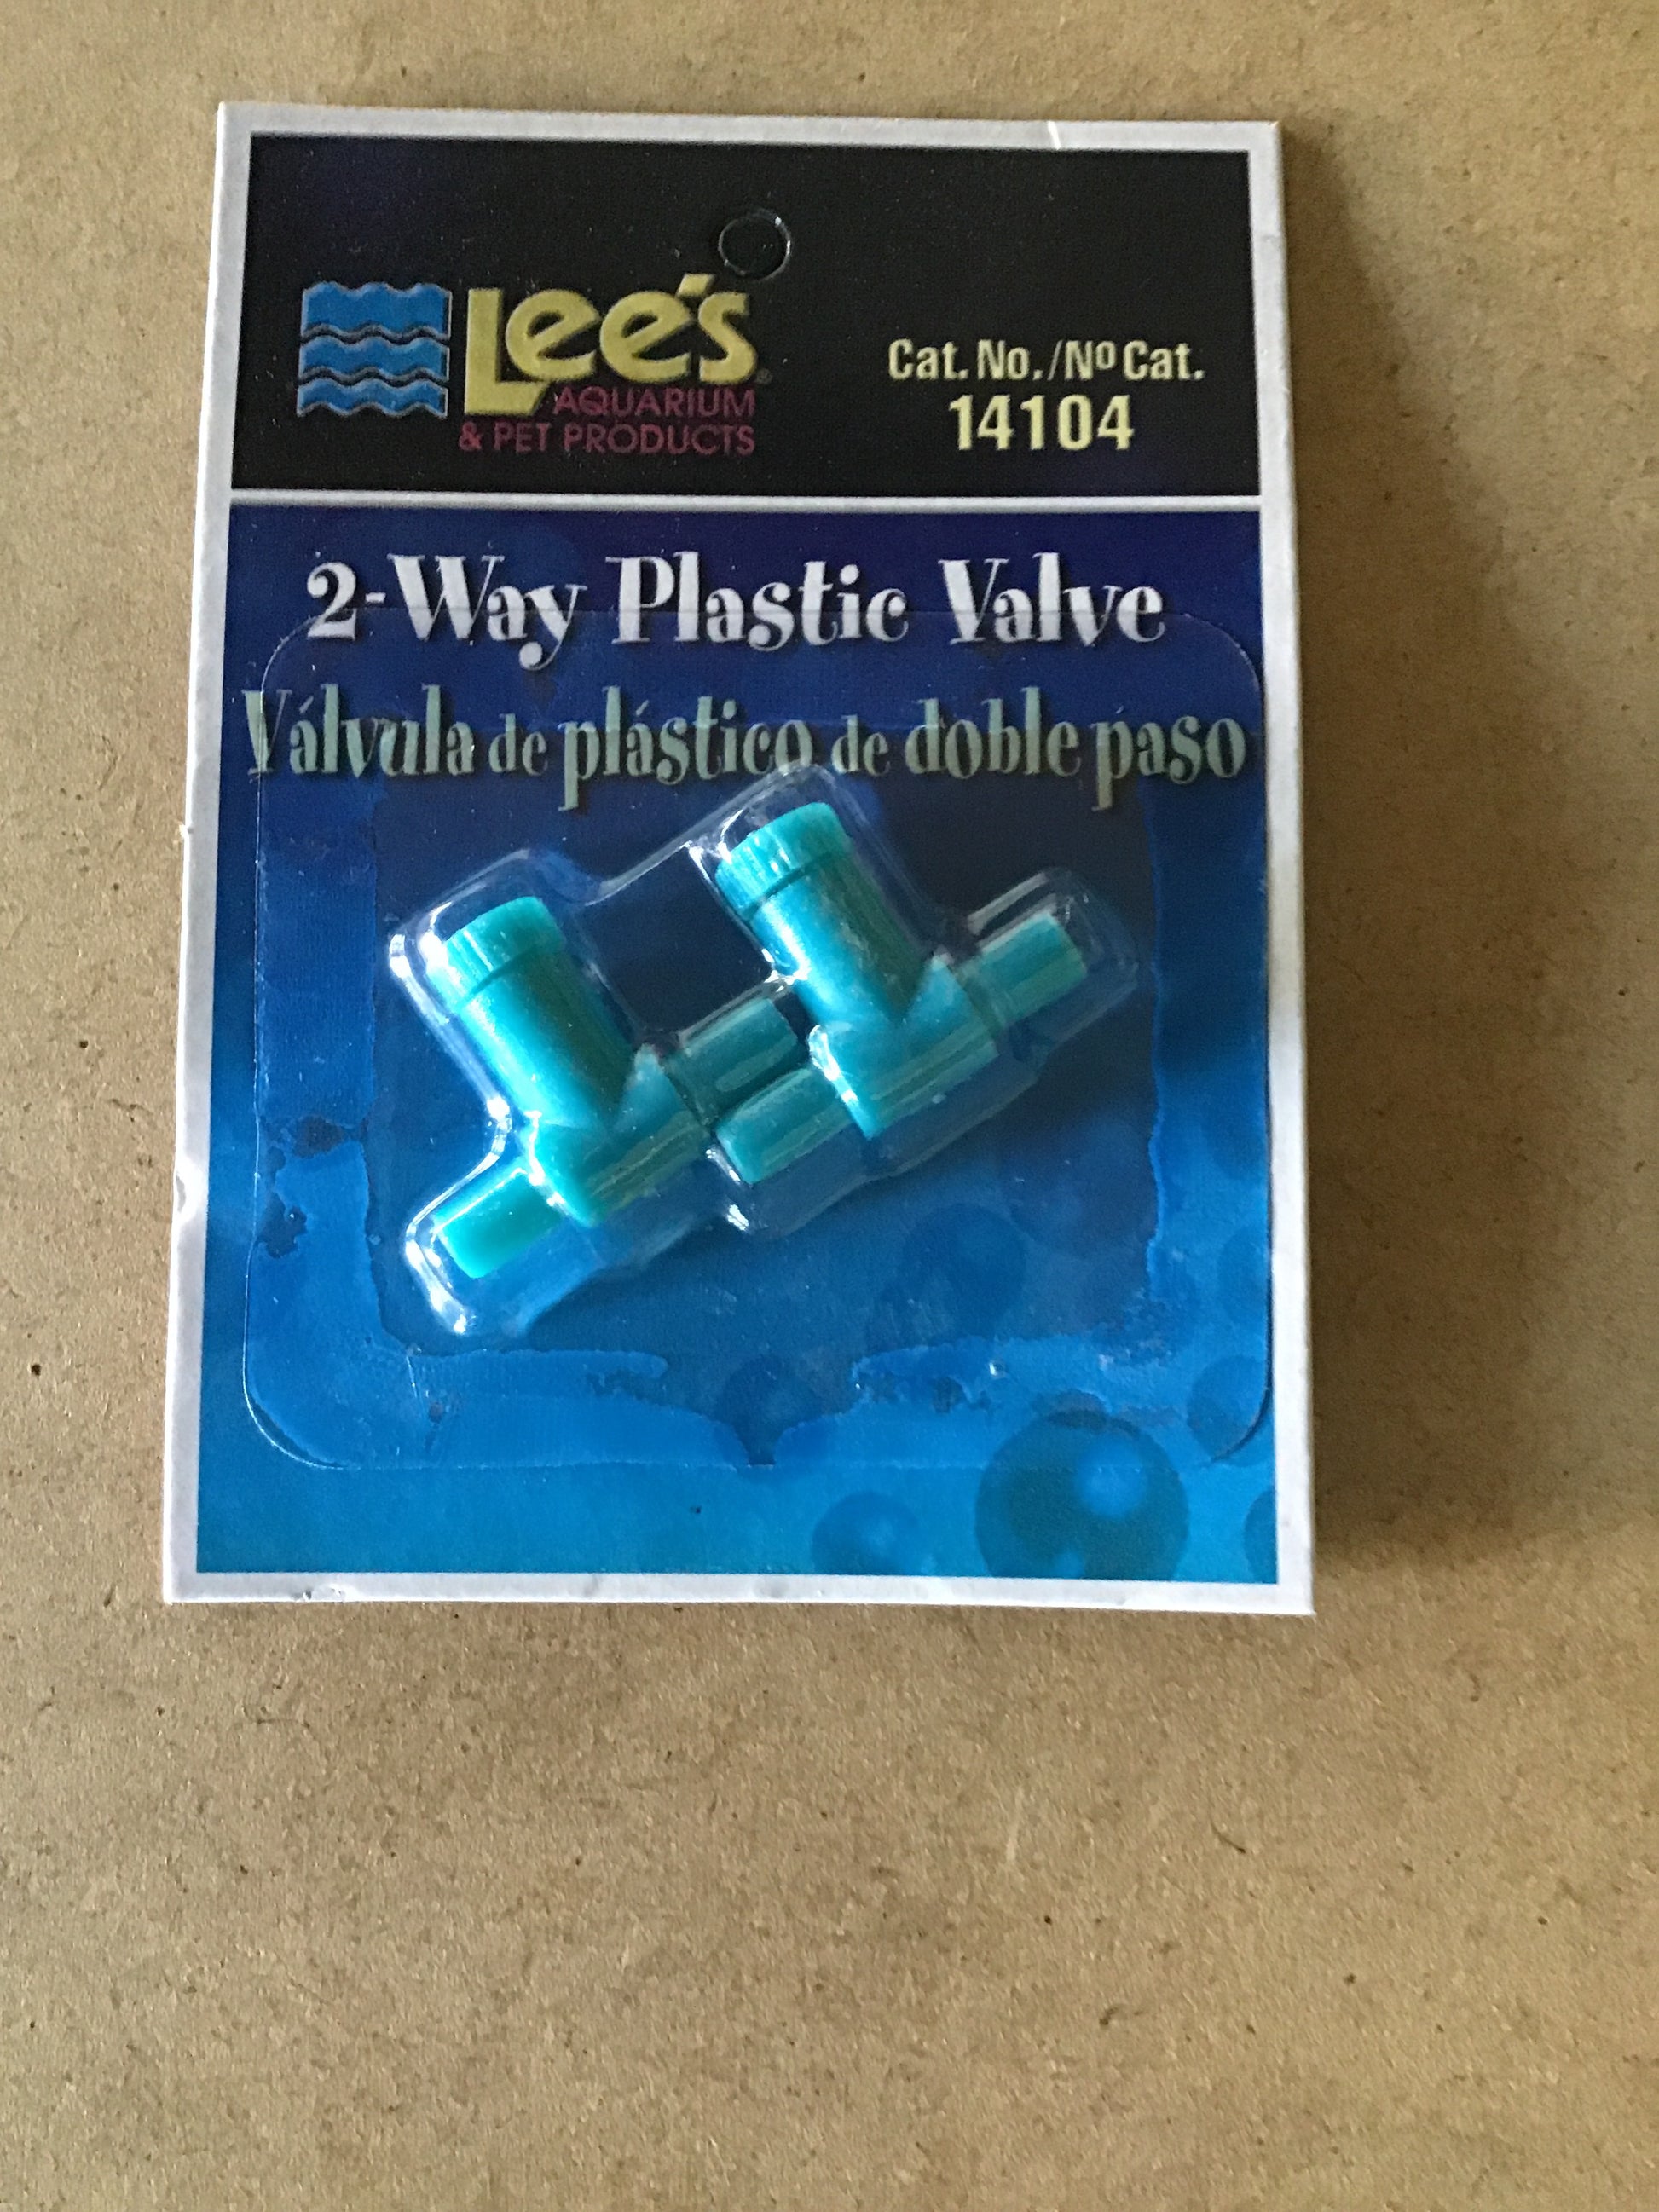 Lee's
AQUARIUM
& PET PRODUCTS
Cat. No./Nº Cat.
14104
2-Way Plastic Valve
Válvula de plástico de doble paso